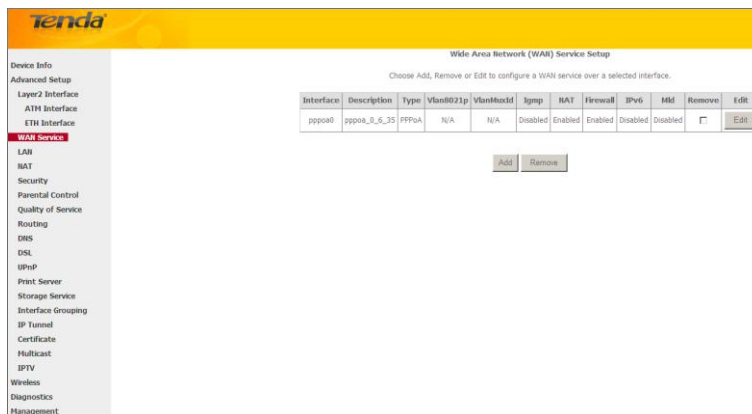 Tenda
Wide Area Network (WAN) Service Setup
Choose Add, Remove or Edit to configure a WAN service over a selected interface.
Device Info
Advanced Setup
Layer2 Interface
ATM Interface
ETH Interface
WAN Service
LAN
NAT
Security
Parental Control
Quality of Service
Routing
DNS
DSL
UPnP
Print Server
Storage Service
Interface Grouping
IP Tunnel
Certificate
Multicast
IPTV
Wireless
Diagnostics
Management
Interface Description Type Vlan8021p VlanMuxId Igmp NAT Firewall IPv6 Mld Remove Edit
pppoa0 pppoa_0_6_35 PPPoA N/A N/A Disabled Enabled Enabled Disabled Disabled Edit
Add Remove